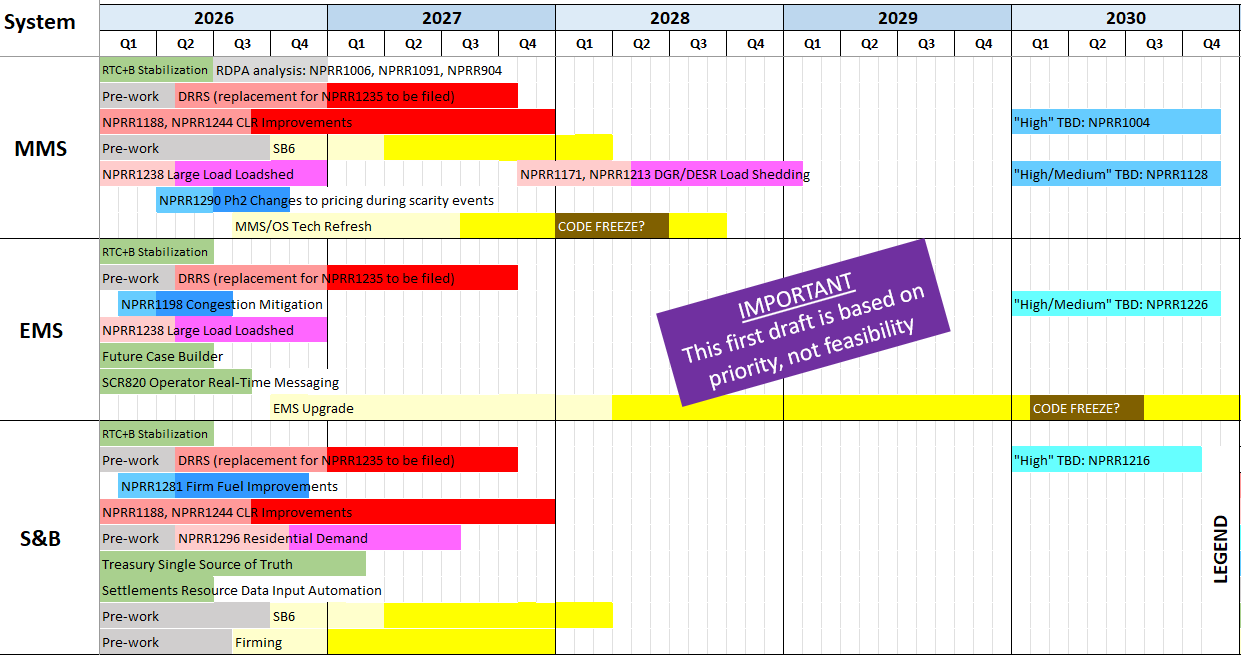 System 2026 2027 2028 2029 2030
Q1 Q2 Q3 Q4 Q1 Q2 Q3 Q4 Q1 Q2 Q3 Q4 Q1 Q2 Q3 Q4 Q1 Q2 Q3 Q4
MMS
RTC+B Stabilization RDPA analysis: NPRR1006, NPRR1091, NPRR904
Pre-work DRRS (replacement for NPRR1235 to be filed)
NPRR1188, NPRR1244 CLR Improvements "High" TBD: NPRR1004
Pre-work SB6
NPRR1238 Large Load Loadshed NPRR1171, NPRR1213 DGR/DESR Load Shedding "High/Medium" TBD: NPRR1128
NPRR1290 Ph2 Changes to pricing during scarity events
MMS/OS Tech Refresh CODE FREEZE?
EMS
RTC+B Stabilization
Pre-work DRRS (replacement for NPRR1235 to be filed)
NPRR1198 Congestion Mitigation "High/Medium" TBD: NPRR1226
NPRR1238 Large Load Loadshed
Future Case Builder
SCR820 Operator Real-Time Messaging
EMS Upgrade CODE FREEZE?
IMPORTANT
This first draft is based on
priority, not feasibility
S&B
RTC+B Stabilization
Pre-work DRRS (replacement for NPRR1235 to be filed) "High" TBD: NPRR1216
NPRR1281 Firm Fuel Improvements
NPRR1188, NPRR1244 CLR Improvements
Pre-work NPRR1296 Residential Demand
Treasury Single Source of Truth
Settlements Resource Data Input Automation
Pre-work SB6
Pre-work Firming
LEGEND